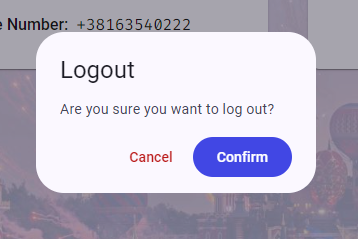 Number: +38163540222
Logout
Are you sure you want to log out?
Cancel
Confirm